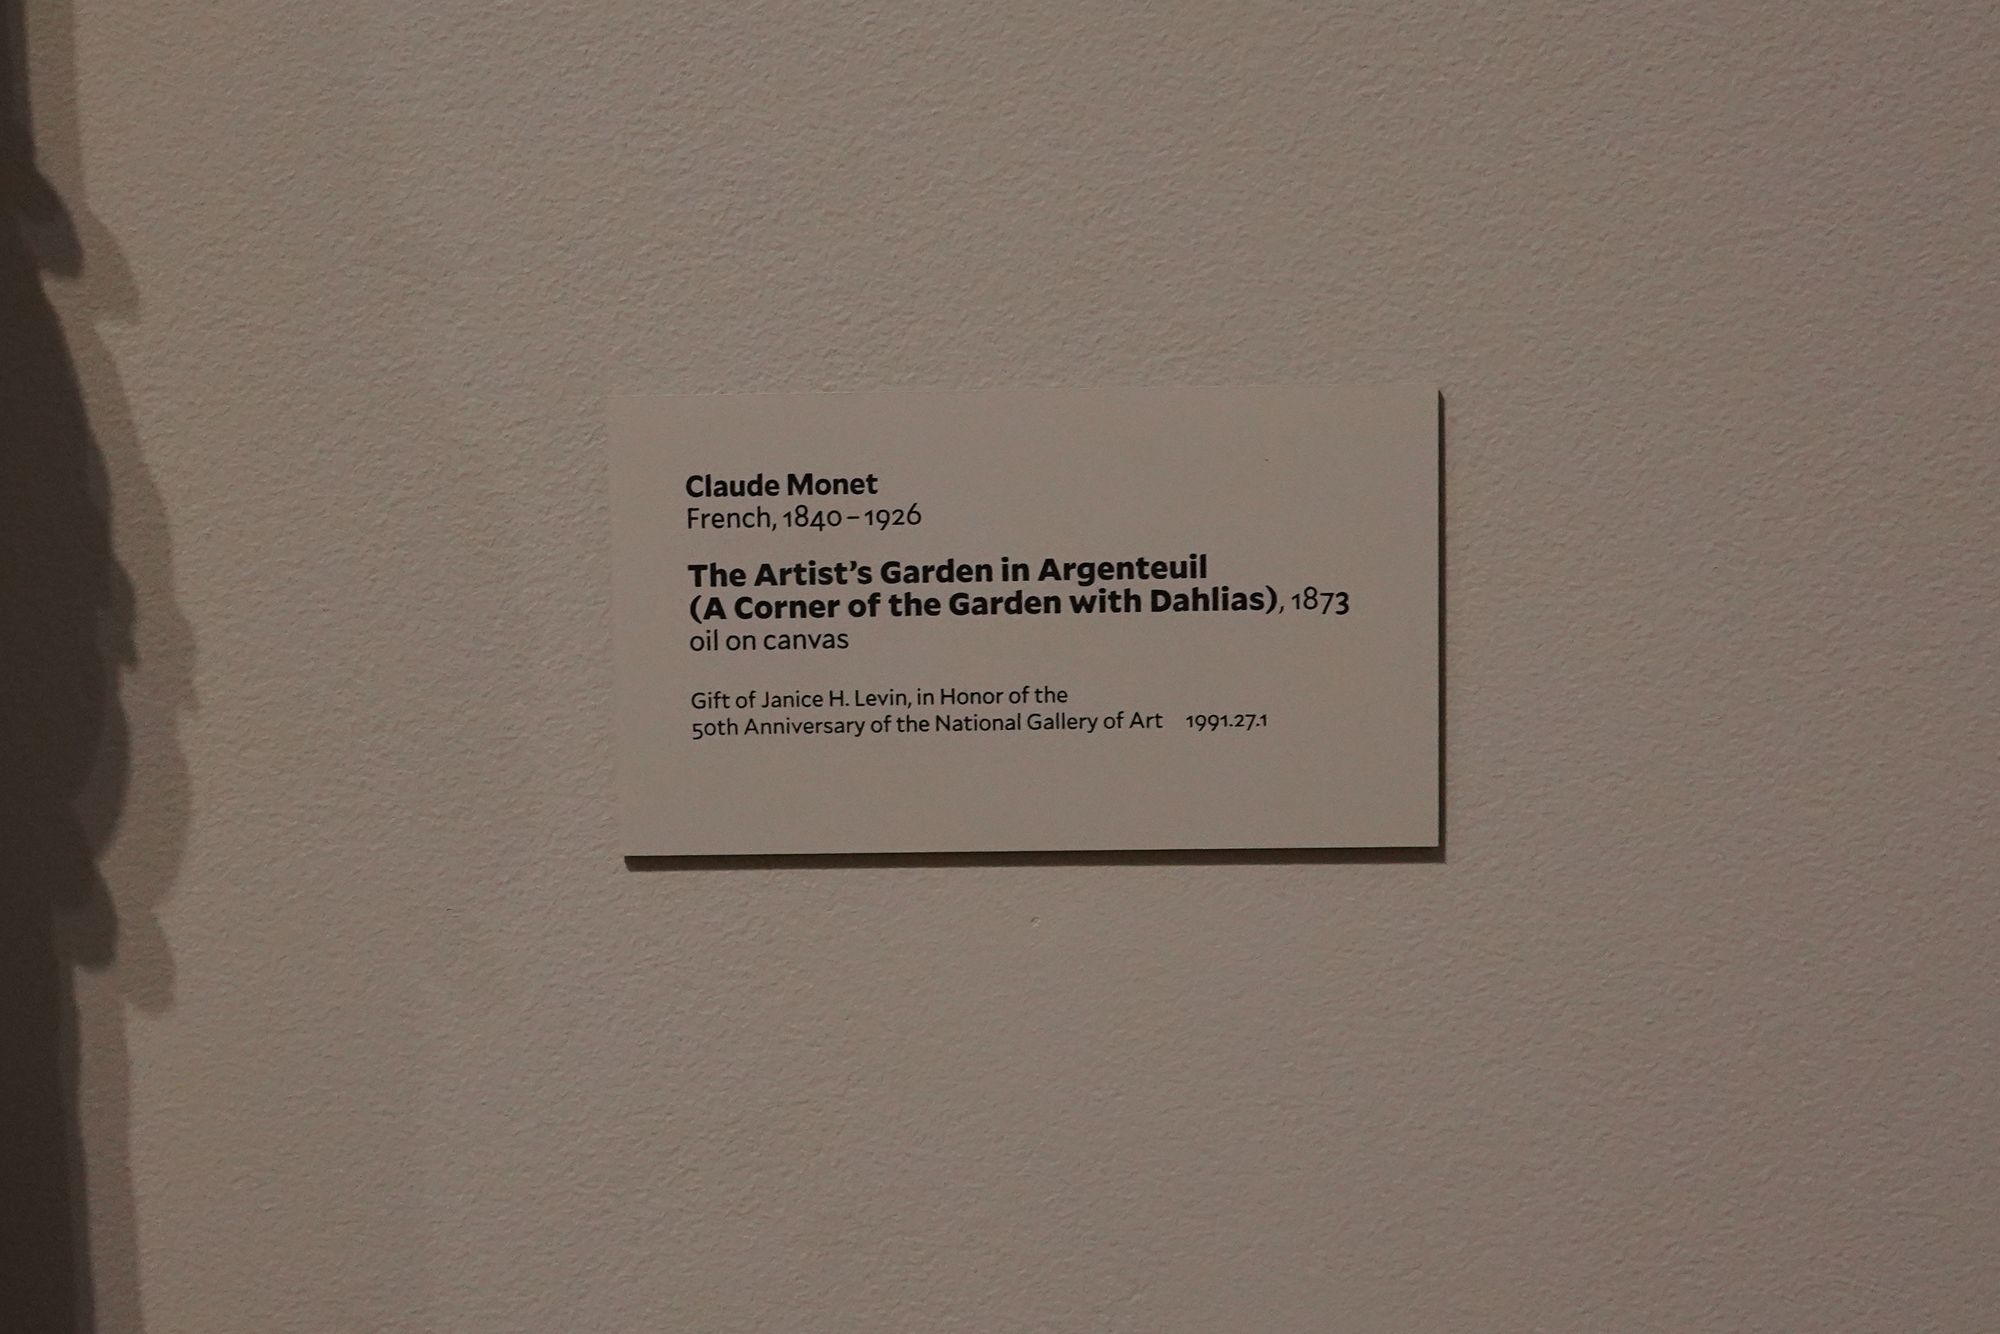 Claude Monet
French, 1840–1926
The Artist's Garden in Argenteuil
(A Corner of the Garden with Dahlias), 1873
oil on canvas
Gift of Janice H. Levin, in Honor of the
50th Anniversary of the National Gallery of Art 1991.27.1